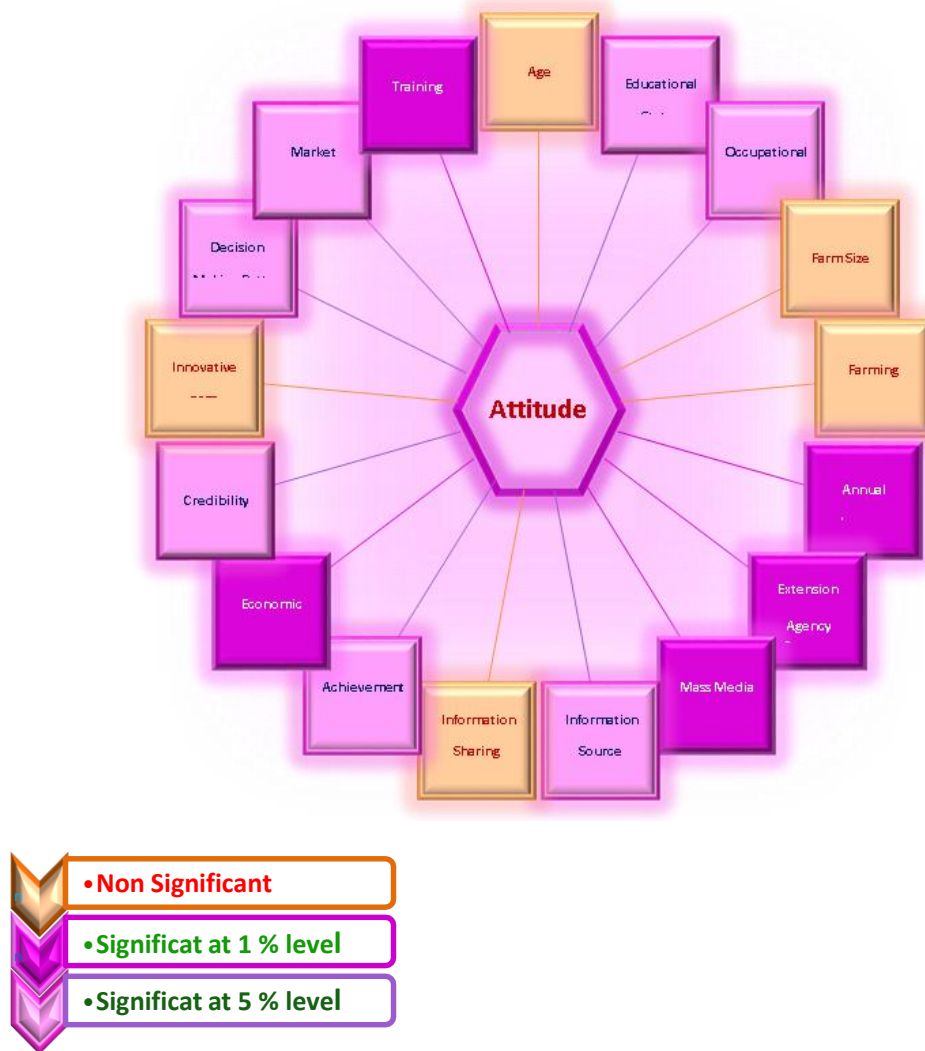 Age
Educational
Occupational
Farm Size
Farming
Annual
Extension
Agency
Mass Media
Information
Source
Information
Sharing
Achievement
Economic
Credibility
Innovative
Decision
Market
Training
Attitude
•Non Significant
•Significat at 1 % level
•Significat at 5 % level